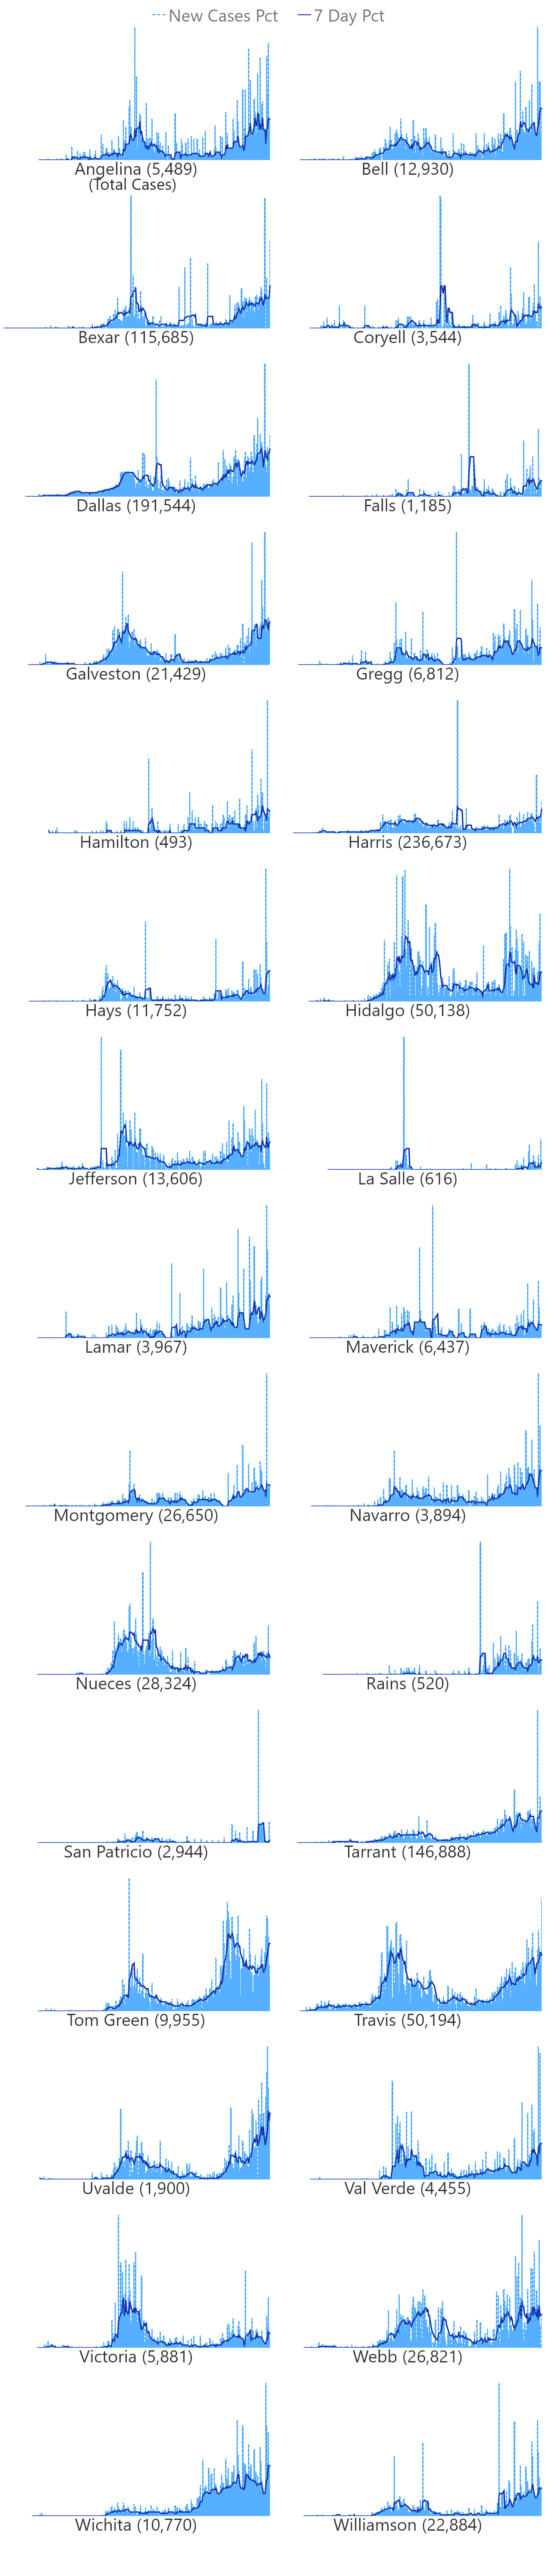 New Cases Pct 7 Day Pct
Angelina (5,489) Bell (12,930)
(Total Cases)
Bexar (115,685) Coryell (3,544)
Dallas (191,544) Falls (1,185)
Galveston (21,429) Gregg (6,812)
Hamilton (493) Harris (236,673)
Hays (11,752) Hidalgo (50,138)
Jefferson (13,606) La Salle (616)
Lamar (3,967) Maverick (6,437)
Montgomery (26,650) Navarro (3,894)
Nueces (28,324) Rains (520)
San Patricio (2,944) Tarrant (146,888)
Tom Green (9,955) Travis (50,194)
Uvalde (1,900) Val Verde (4,455)
Victoria (5,881) Webb (26,821)
Wichita (10,770) Williamson (22,884)